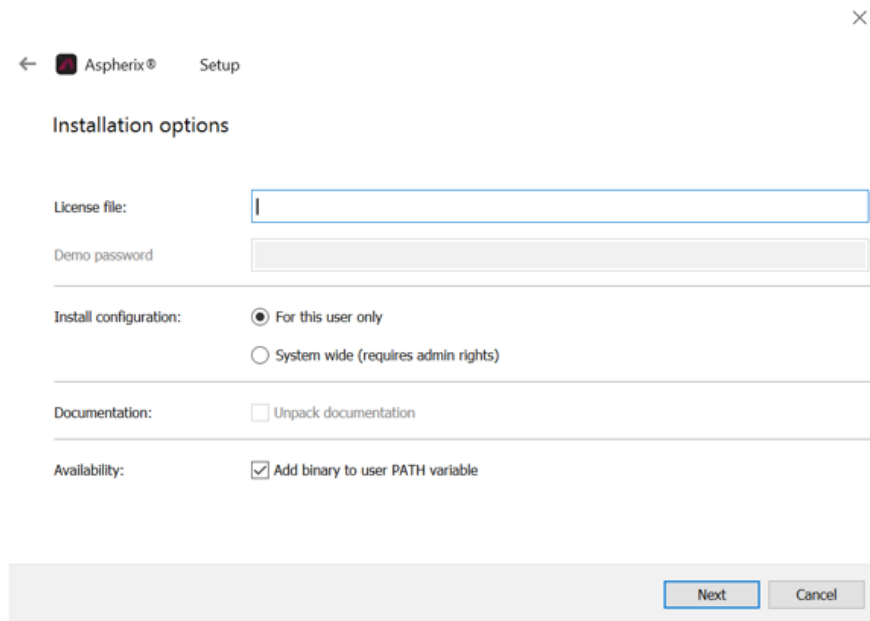 Aspherix® Setup
Installation options
License file:
Demo password
Install configuration: For this user only
System wide (requires admin rights)
Documentation: Unpack documentation
Availability: Add binary to user PATH variable
Next Cancel